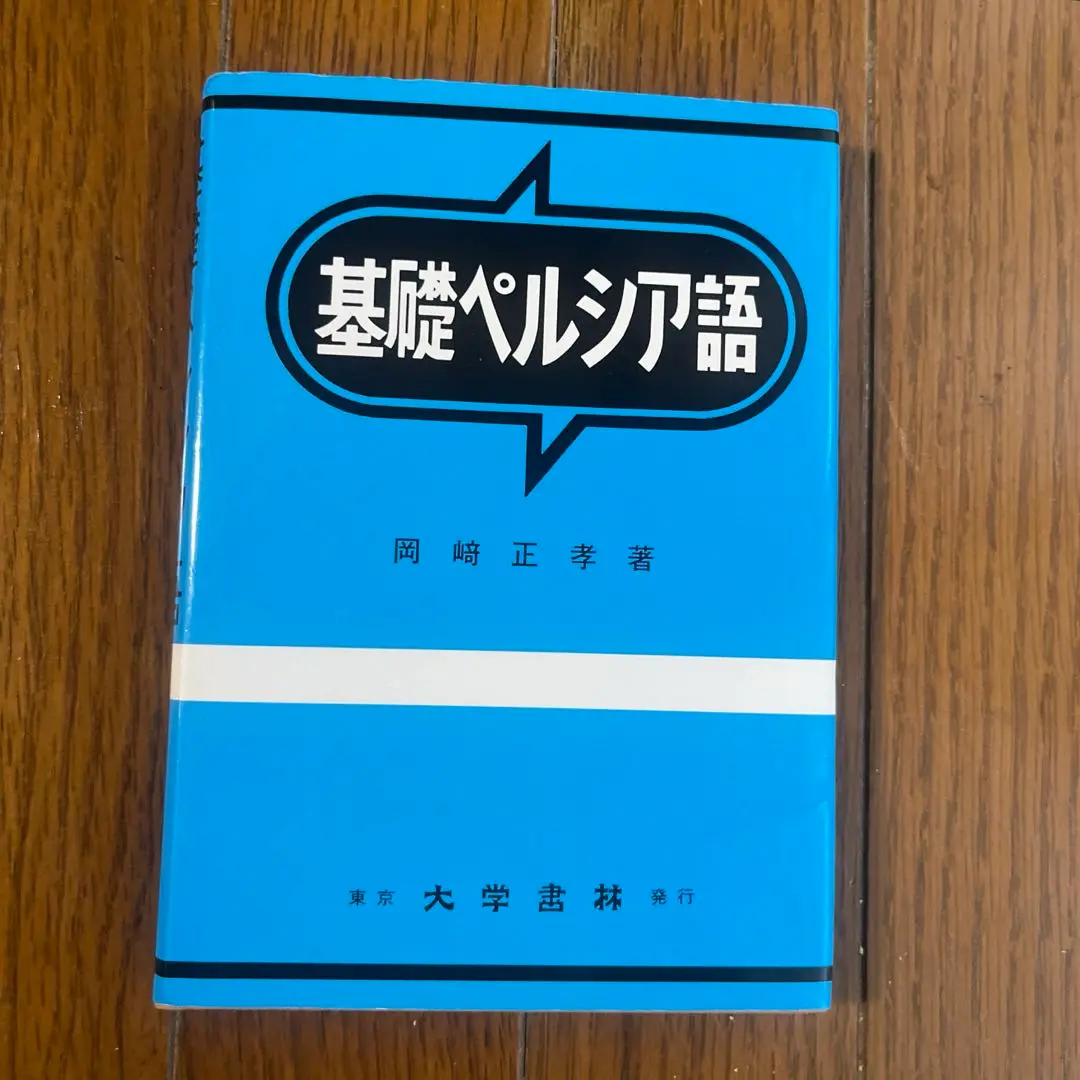 基礎ペルシア語
岡﨑正孝著
東京 大学書林 発行